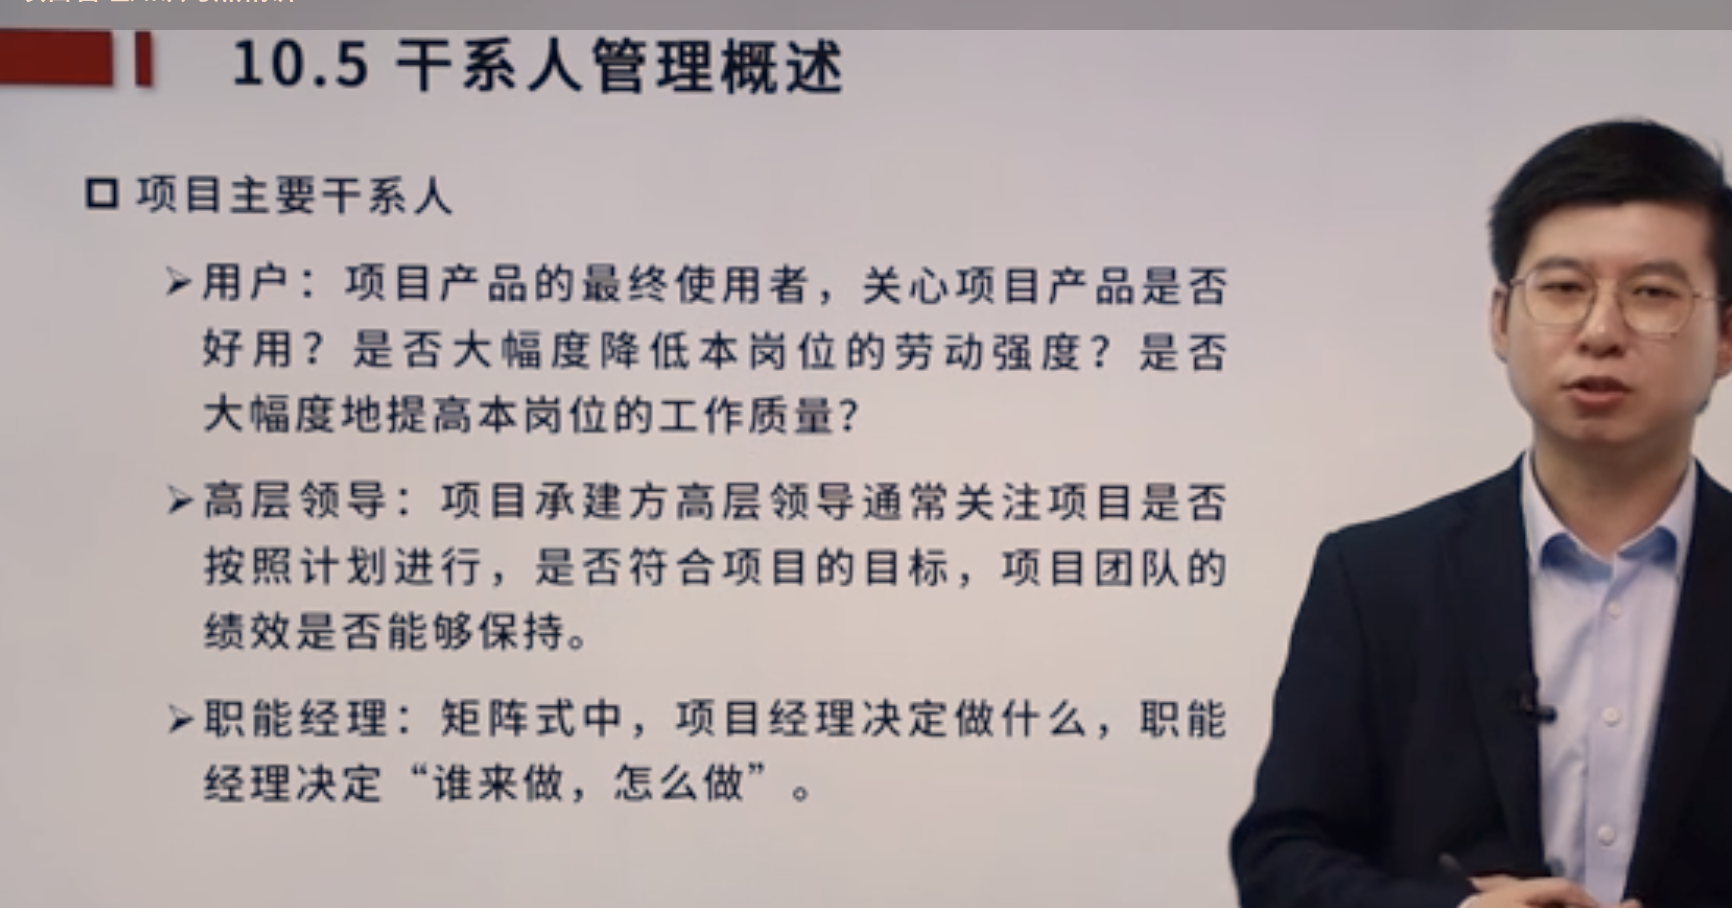 10.5 干系人管理概述
项目主要干系人
用户：项目产品的最终使用者，关心项目产品是否
好用？是否大幅度降低本岗位的劳动强度？是否
大幅度地提高本岗位的工作质量？
高层领导：项目承建方高层领导通常关注项目是否
按照计划进行，是否符合项目的目标，项目团队的
绩效是否能够保持。
职能经理：矩阵式中，项目经理决定做什么，职能
经理决定“谁来做，怎么做”。